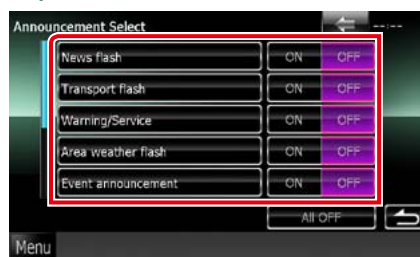 Announcement Select --:--
News flash ON OFF
Transport flash ON OFF
Warning/Service ON OFF
Area weather flash ON OFF
Event announcement ON OFF
All OFF
Menu